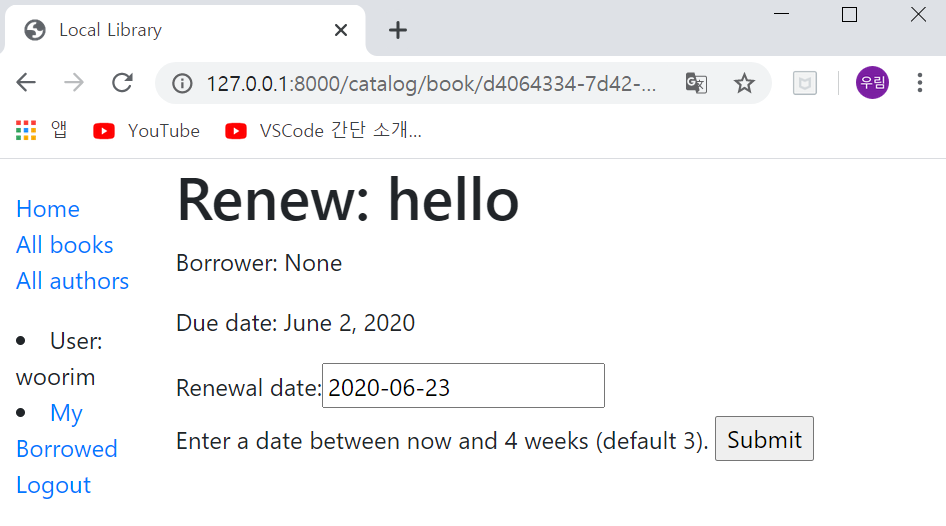 Local Library
127.0.0.1:8000/catalog/book/d4064334-7d42-...
우림
앱
YouTube
VSCode 간단 소개...
Renew: hello
Home
All books
All authors
User:
woorim
My
Borrowed
Logout
Borrower: None
Due date: June 2, 2020
Renewal date: 2020-06-23
Enter a date between now and 4 weeks (default 3). Submit